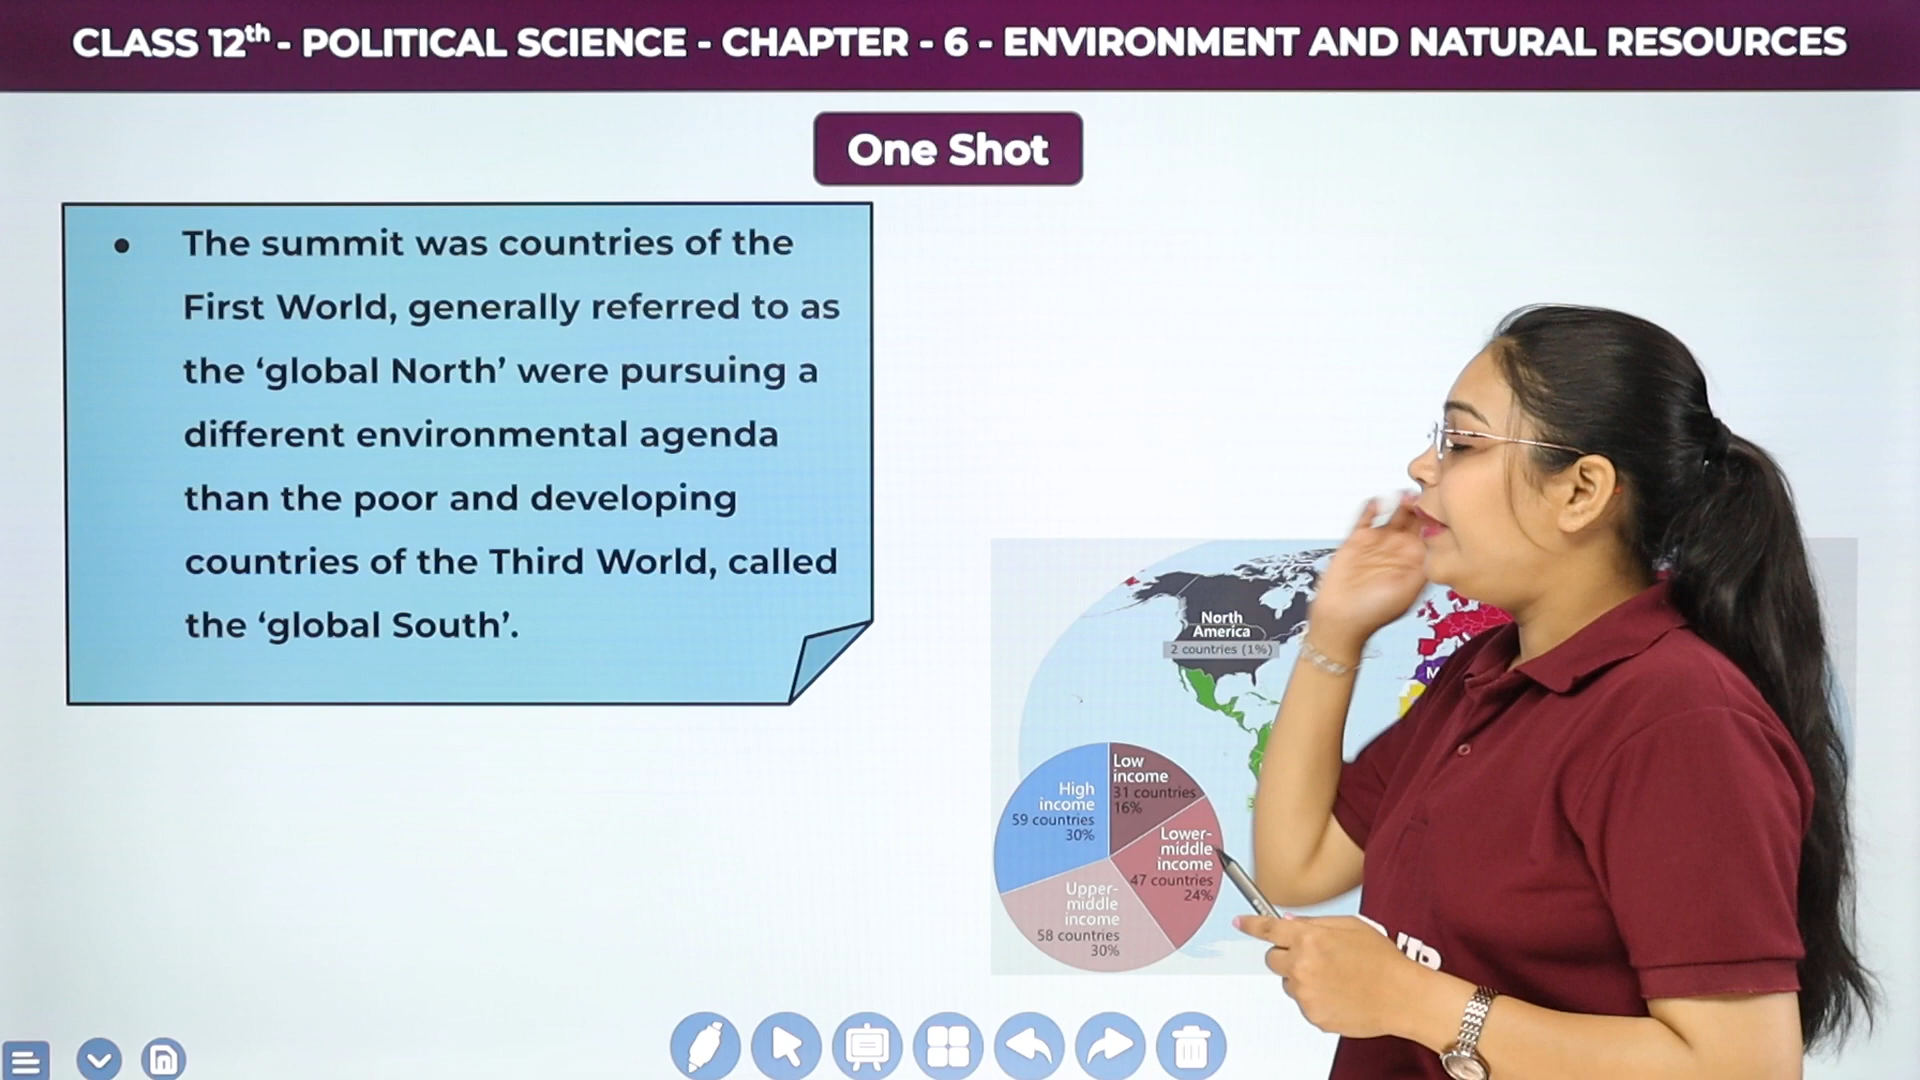 CLASS 12th - POLITICAL SCIENCE - CHAPTER - 6 - ENVIRONMENT AND NATURAL RESOURCES
One Shot
• The summit was countries of the
First World, generally referred to as
the ‘global North’ were pursuing a
different environmental agenda
than the poor and developing
countries of the Third World, called
the ‘global South’.
North
America
2 countries (1%)
Low
income
31 countries
16%
High
income
59 countries
30%
Lower-
middle
income
47 countries
24%
Upper-
middle
income
58 countries
30%